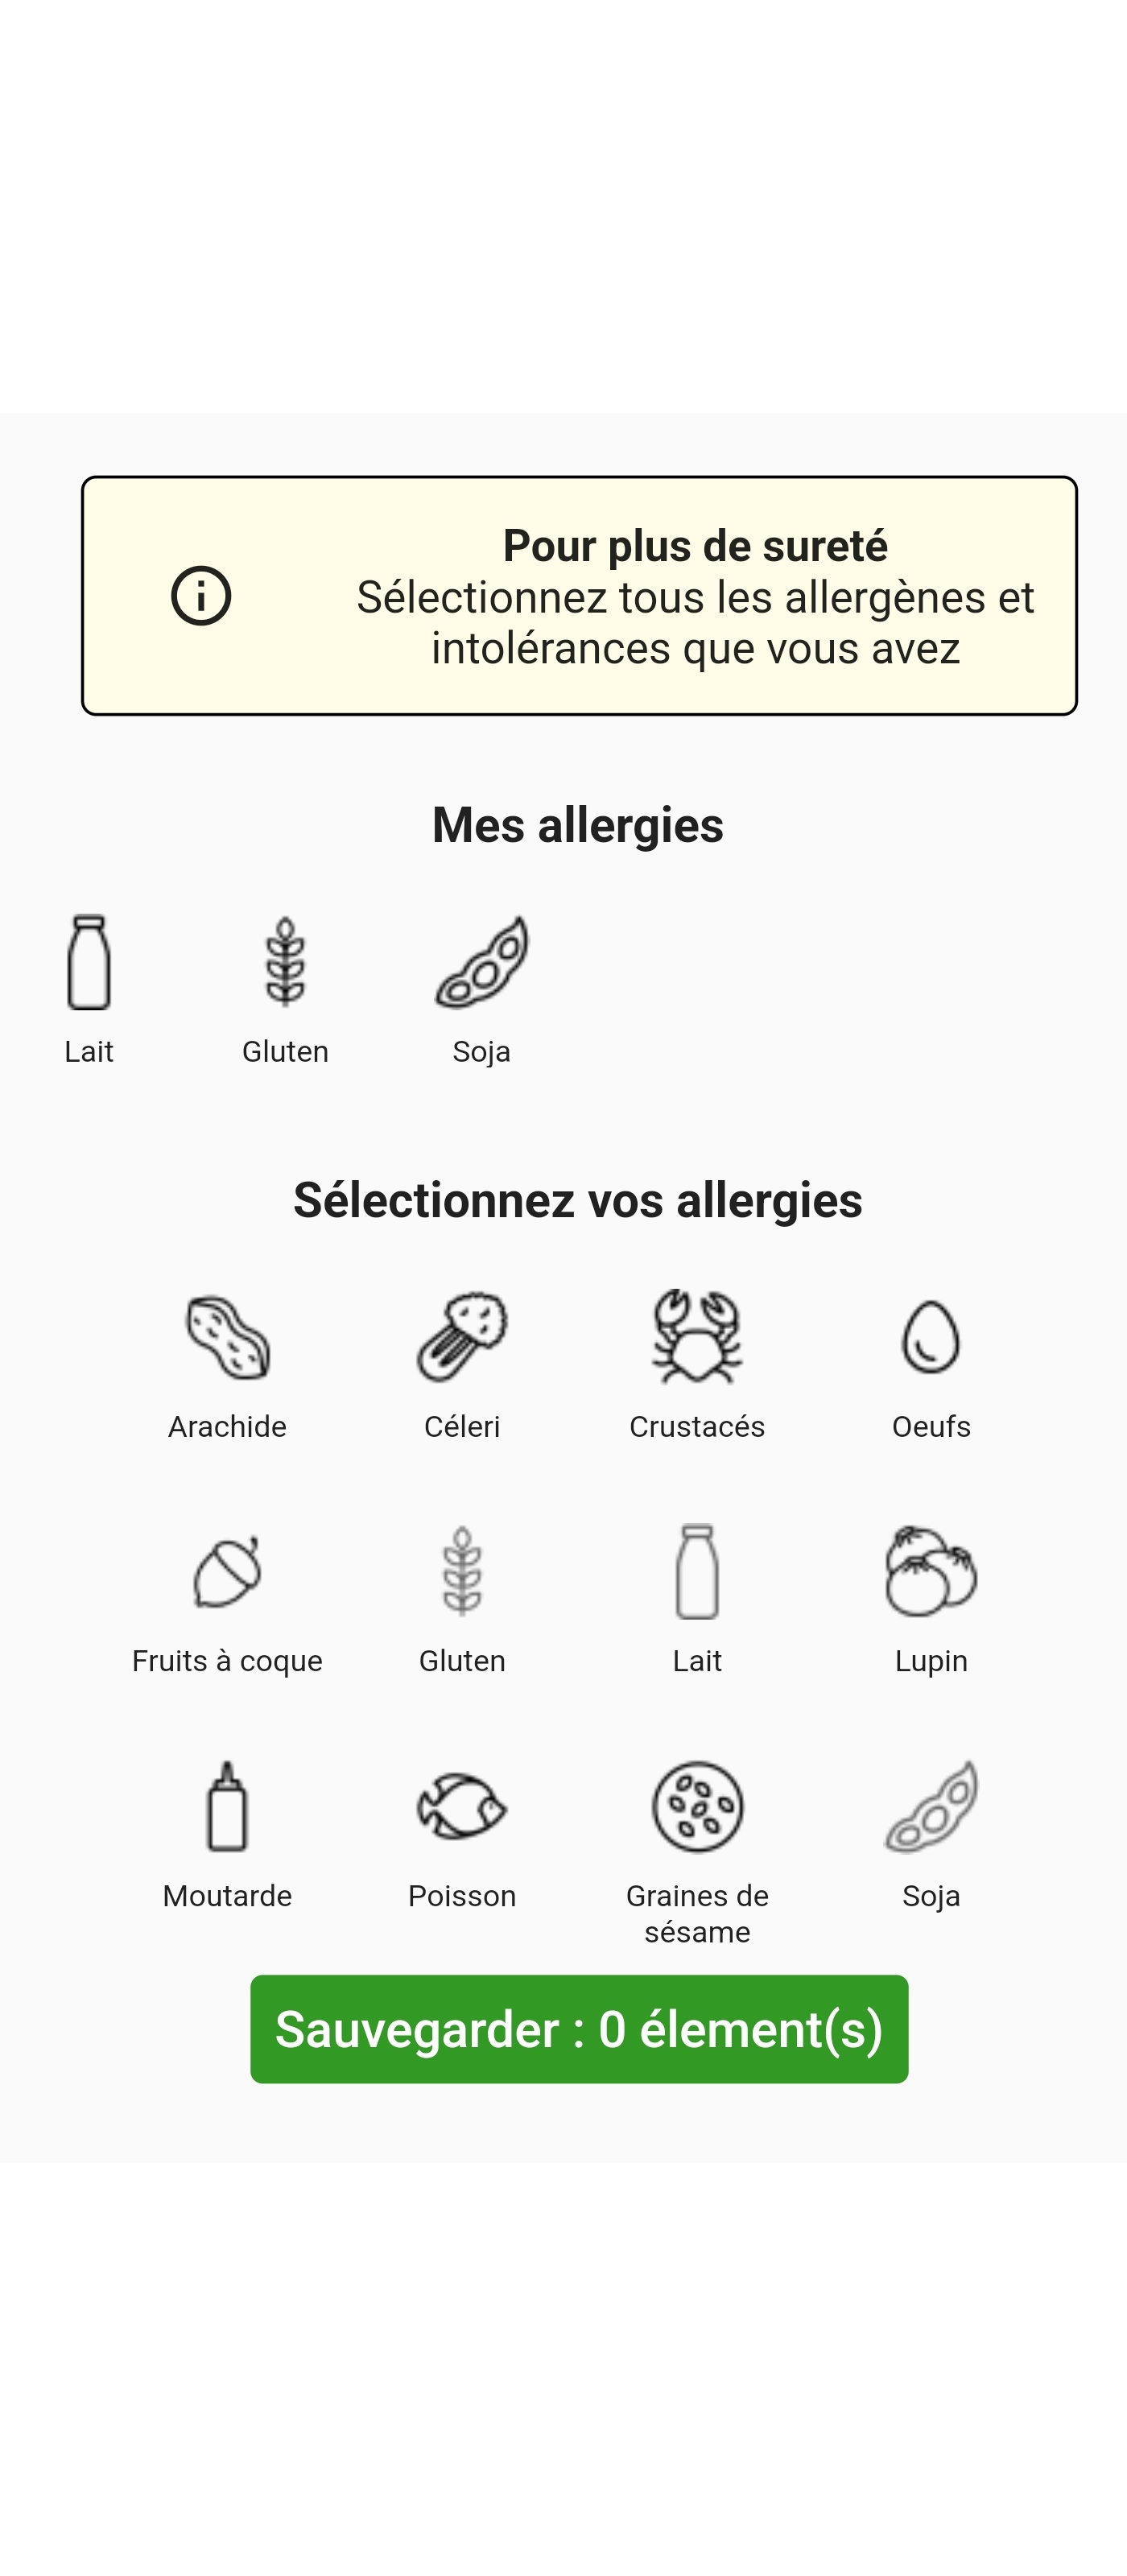 Pour plus de sureté
Sélectionnez tous les allergènes et
intolérances que vous avez
Mes allergies
Lait
Gluten
Soja
Sélectionnez vos allergies
Arachide
Céleri
Crustacés
Oeufs
Fruits à coque
Gluten
Lait
Lupin
Moutarde
Poisson
Graines de
sésame
Soja
Sauvegarder : 0 élement(s)